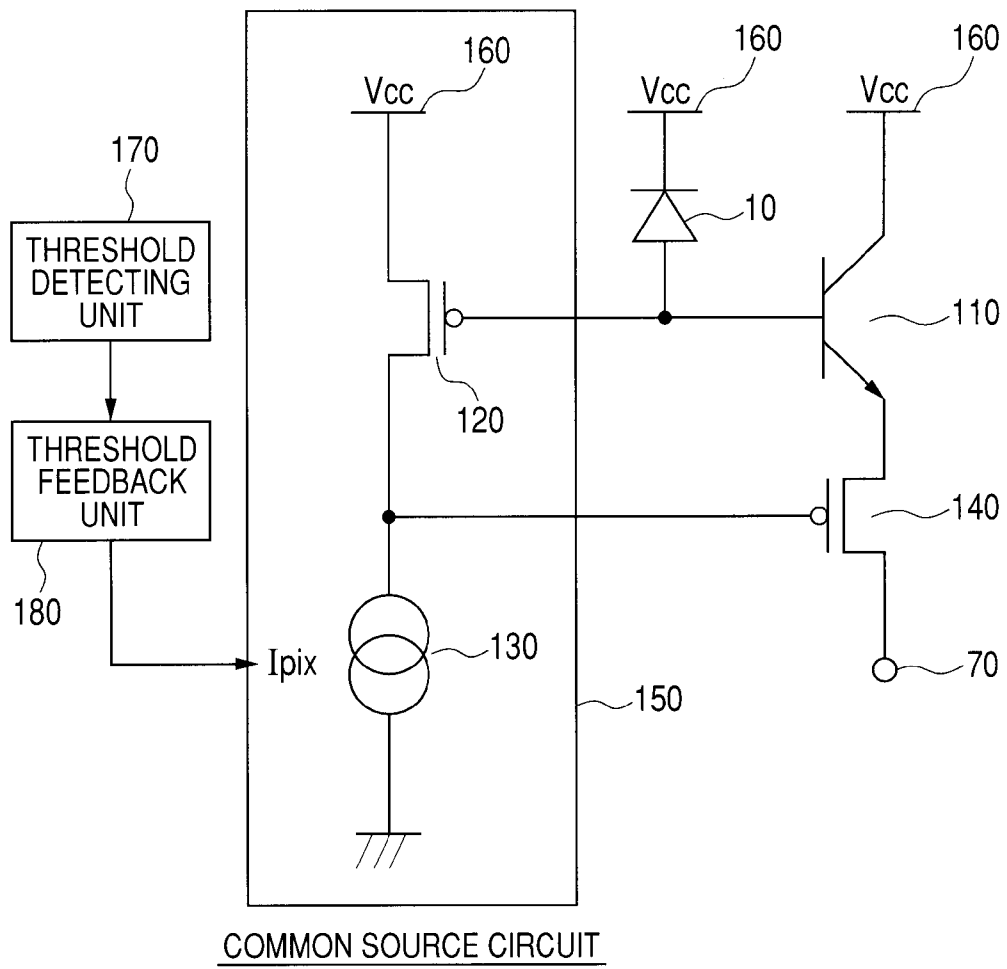 160
160
160
Vcc
Vcc
Vcc
170
10
THRESHOLD
DETECTING
UNIT
110
120
THRESHOLD
FEEDBACK
UNIT
140
180
130
Ipix
70
150
COMMON SOURCE CIRCUIT